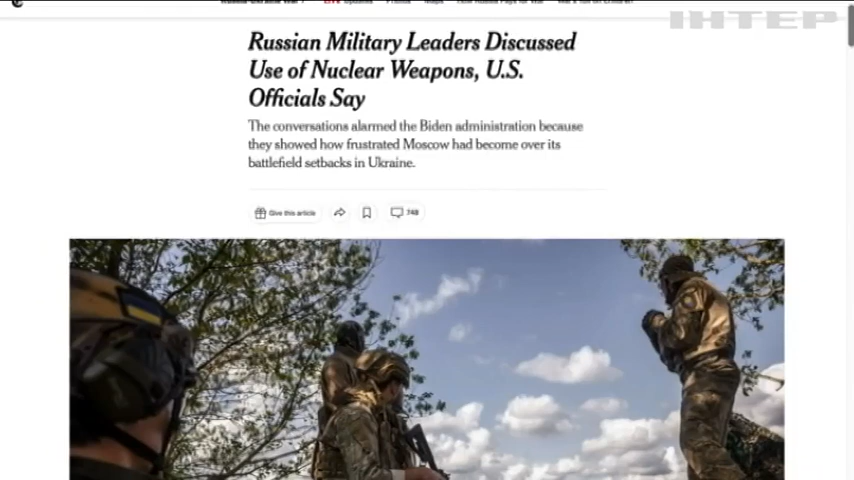 ІНТЕР
Russian Military Leaders Discussed
Use of Nuclear Weapons, U.S.
Officials Say
The conversations alarmed the Biden administration because
they showed how frustrated Moscow had become over its
battlefield setbacks in Ukraine.
Give this article
748